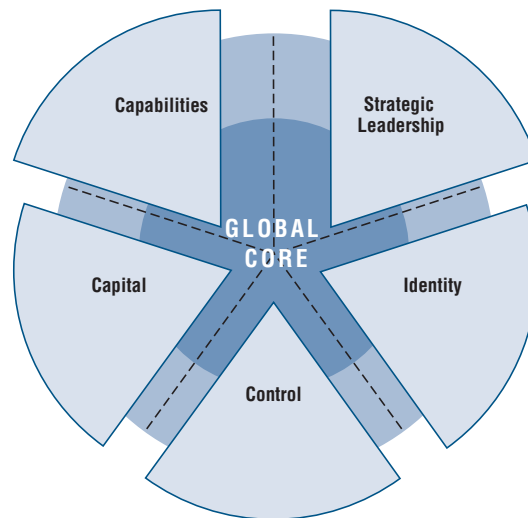 Capabilities
Strategic
Leadership
GLOBAL
CORE
Capital
Identity
Control